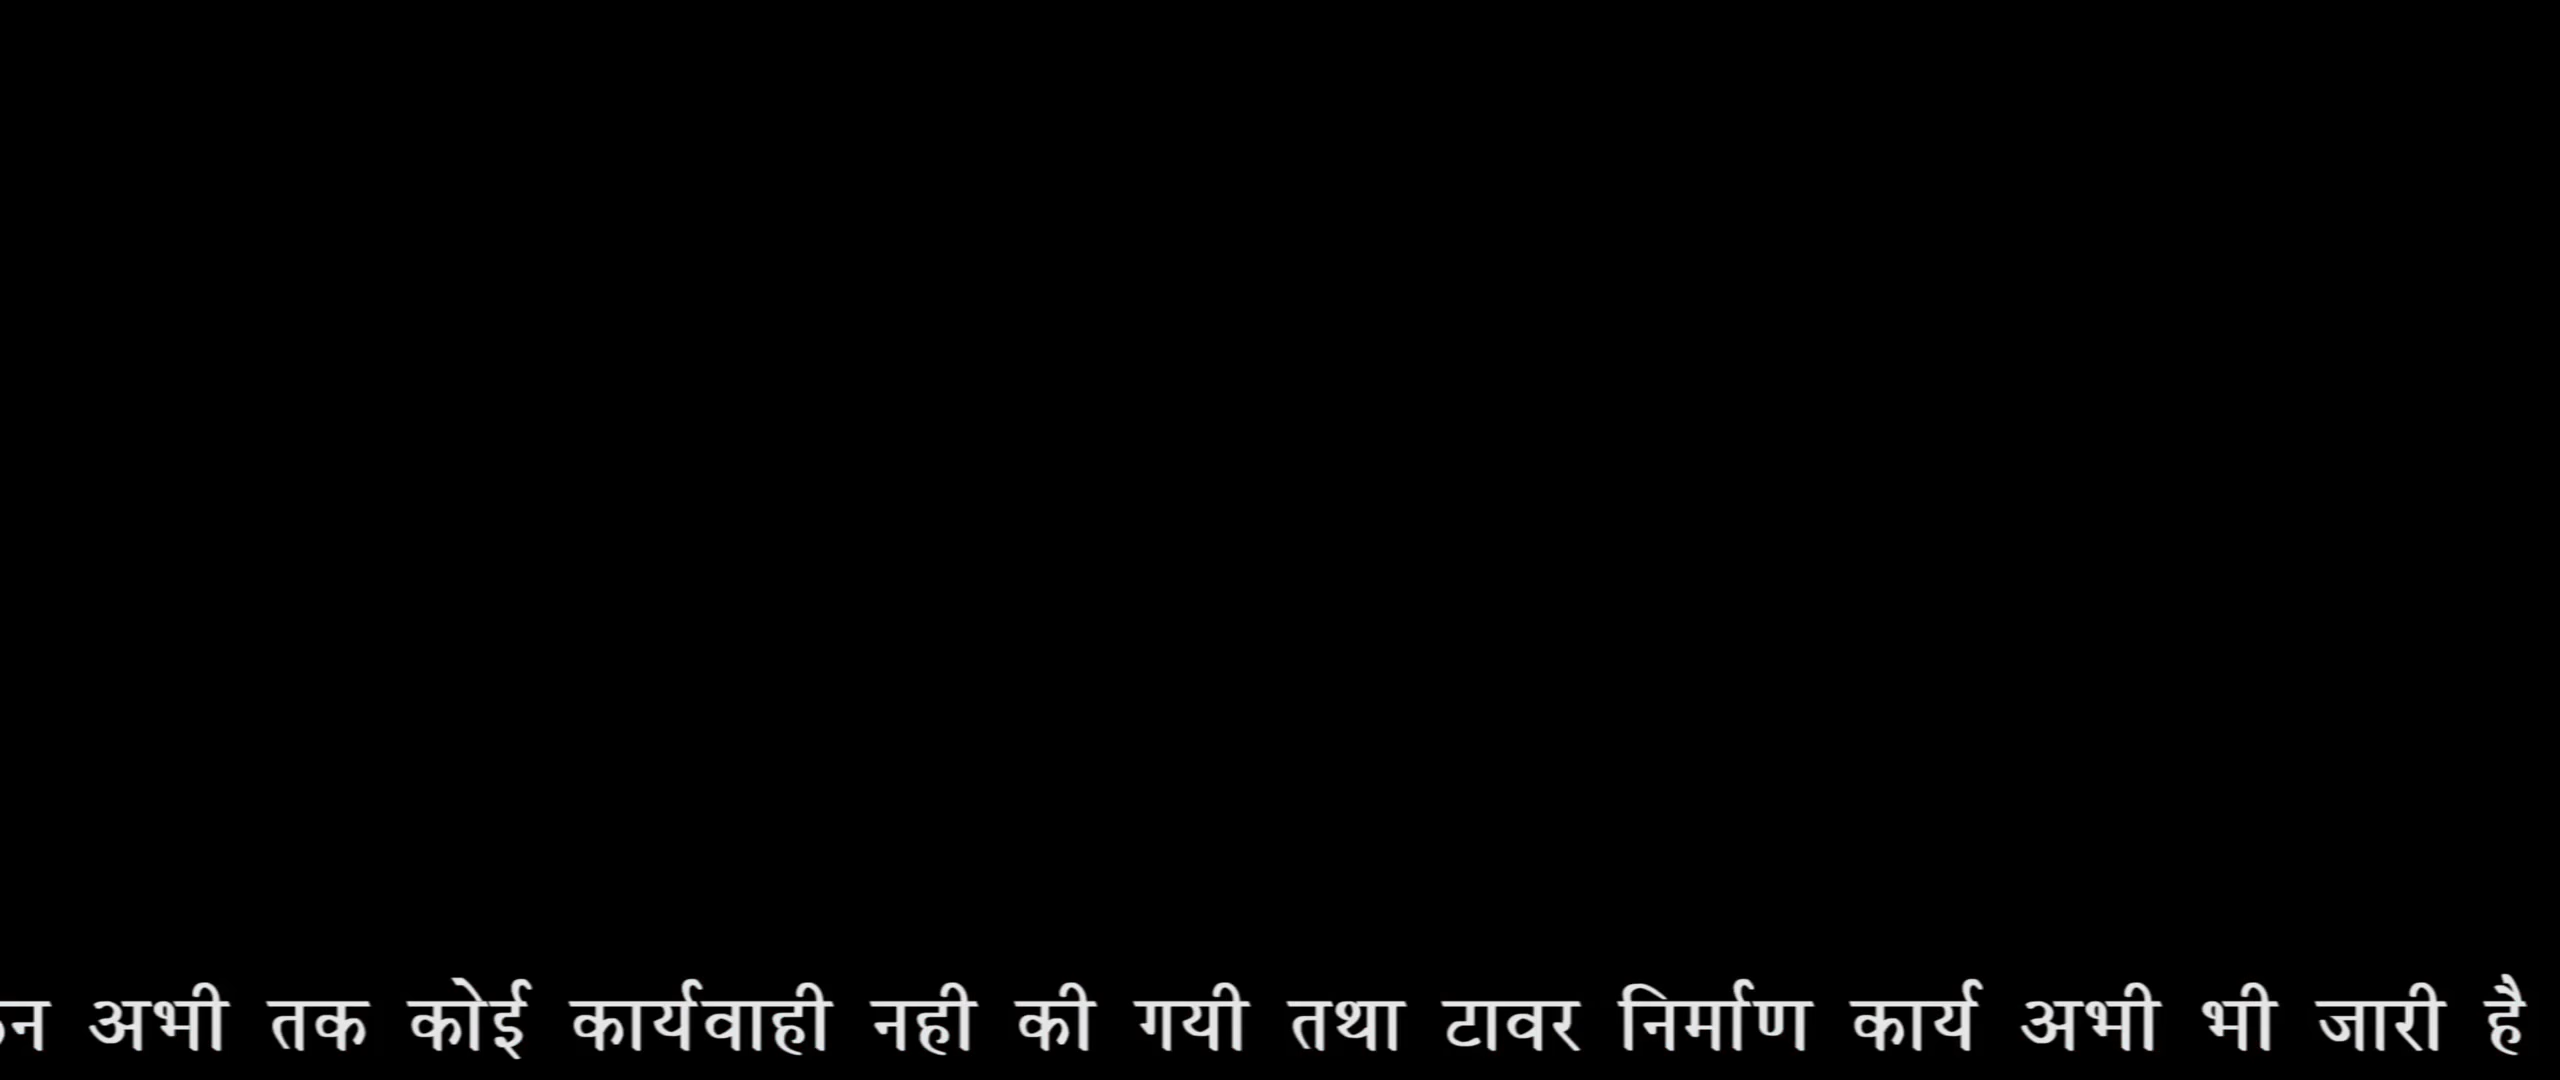 अभी तक कोई कार्यवाही नही की गयी तथा टावर निर्माण कार्य अभी भी जारी है